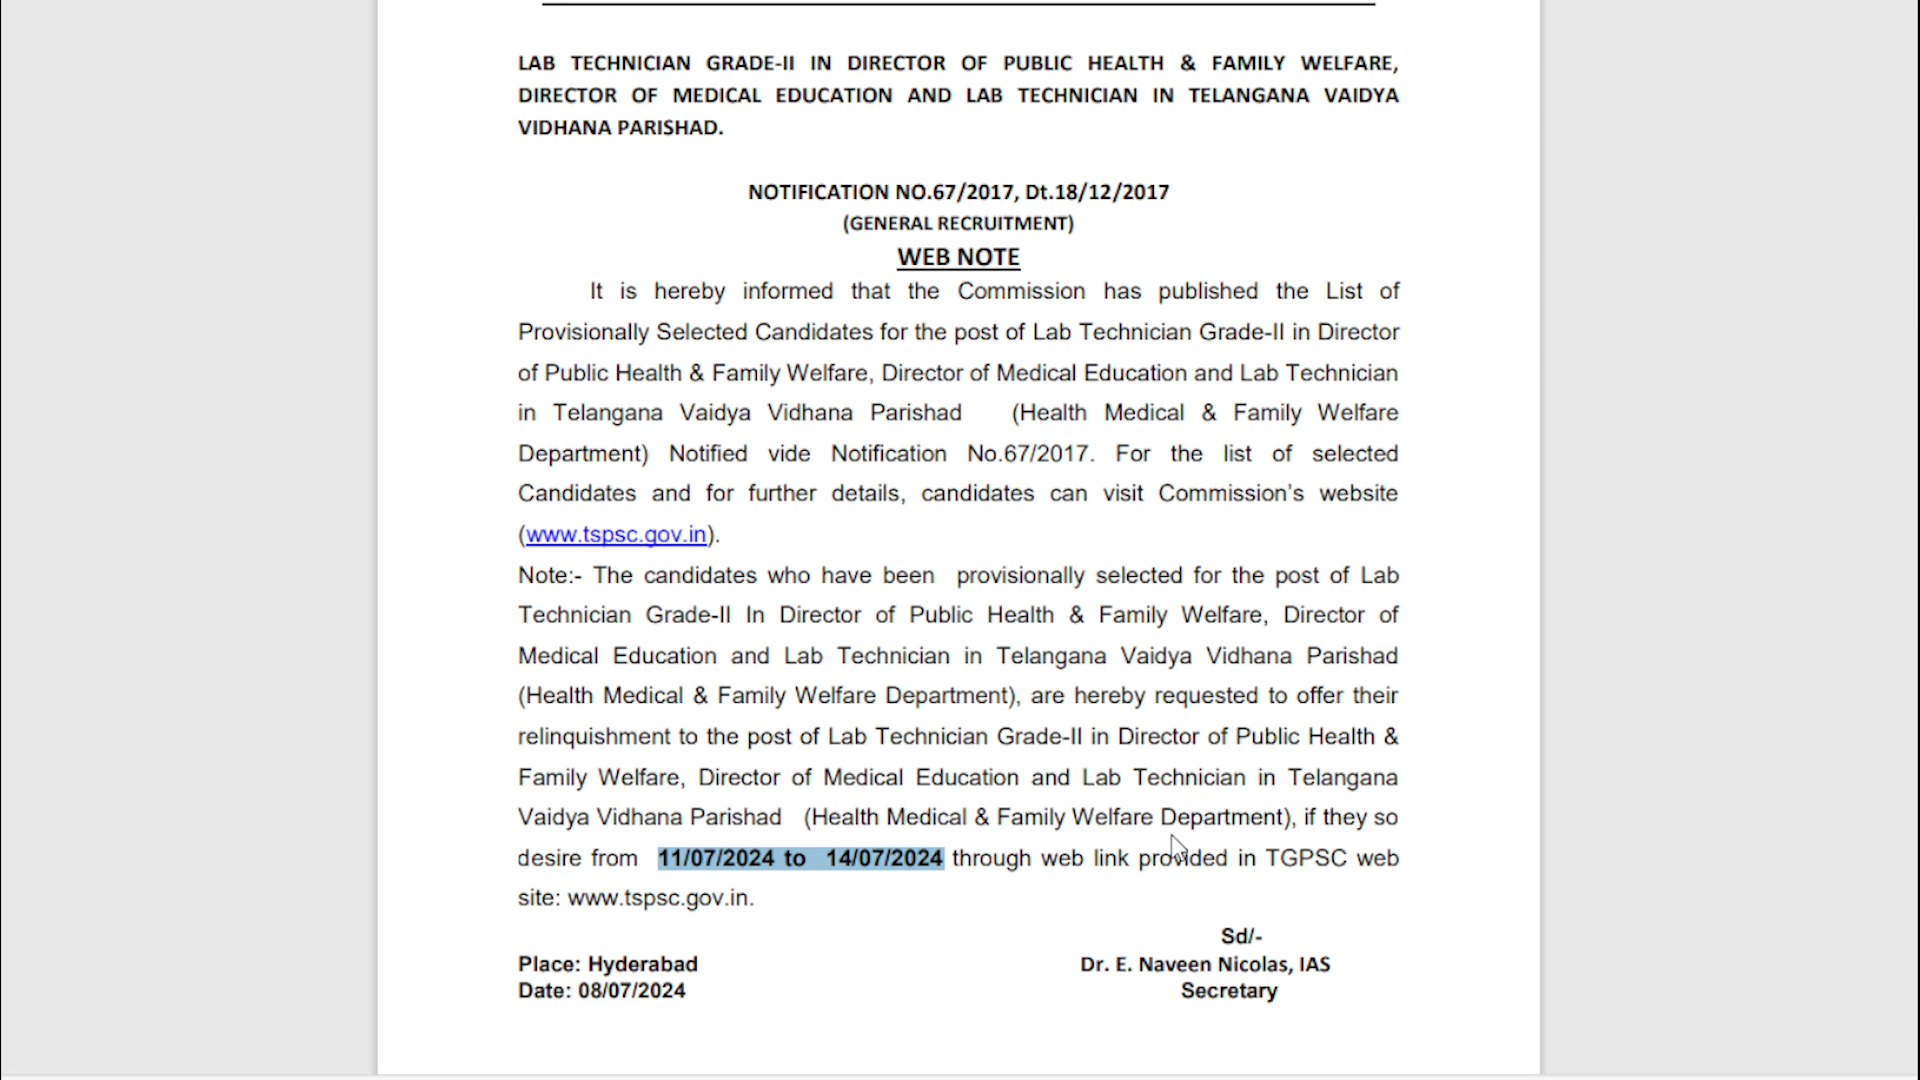 LAB TECHNICIAN GRADE-II IN DIRECTOR OF PUBLIC HEALTH & FAMILY WELFARE,
DIRECTOR OF MEDICAL EDUCATION AND LAB TECHNICIAN IN TELANGANA VAIDYA
VIDHANA PARISHAD.
NOTIFICATION NO.67/2017, Dt.18/12/2017
(GENERAL RECRUITMENT)
WEB NOTE
It is hereby informed that the Commission has published the List of
Provisionally Selected Candidates for the post of Lab Technician Grade-II in Director
of Public Health & Family Welfare, Director of Medical Education and Lab Technician
in Telangana Vaidya Vidhana Parishad (Health Medical & Family Welfare
Department) Notified vide Notification No.67/2017. For the list of selected
Candidates and for further details, candidates can visit Commission's website
(www.tspsc.gov.in).
Note:- The candidates who have been provisionally selected for the post of Lab
Technician Grade-II In Director of Public Health & Family Welfare, Director of
Medical Education and Lab Technician in Telangana Vaidya Vidhana Parishad
(Health Medical & Family Welfare Department), are hereby requested to offer their
relinquishment to the post of Lab Technician Grade-II in Director of Public Health &
Family Welfare, Director of Medical Education and Lab Technician in Telangana
Vaidya Vidhana Parishad (Health Medical & Family Welfare Department), if they so
desire from 11/07/2024 to 14/07/2024 through web link provided in TGPSC web
site: www.tspsc.gov.in.
Sd/-
Place: Hyderabad Dr. E. Naveen Nicolas, IAS
Date: 08/07/2024 Secretary